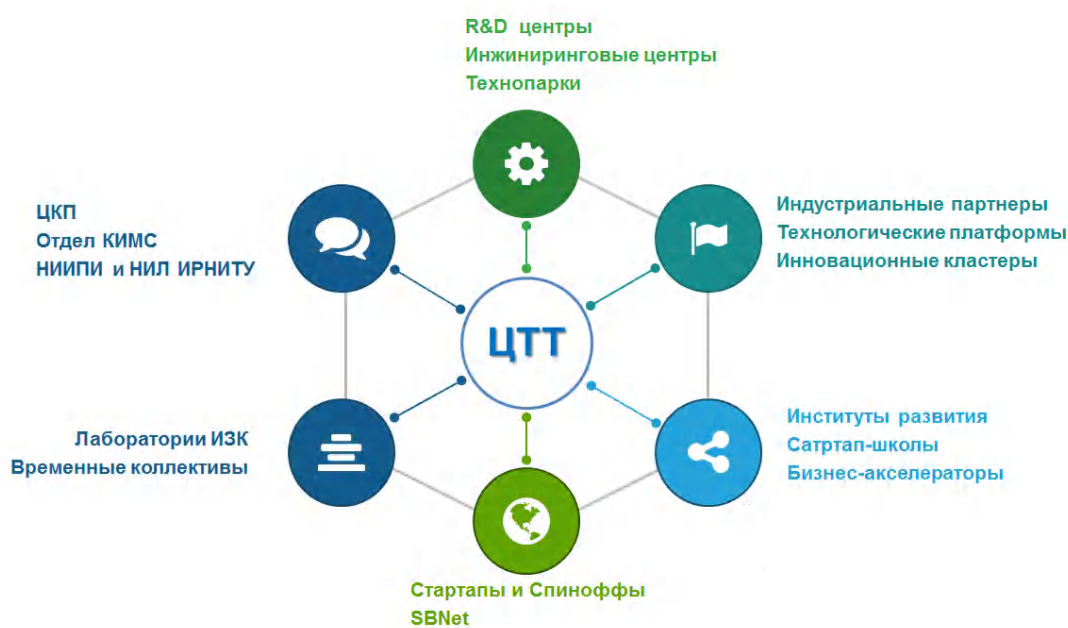 R&D центры
Инжиниринговые центры
Технопарки
ЦКП
Отдел КИМС
НИИПИ и НИЛ ИРНИТУ
Индустриальные партнеры
Технологические платформы
Инновационные кластеры
ЦТТ
Лаборатории ИЗК
Временные коллективы
Институты развития
Сатртап-школы
Бизнес-акселераторы
Стартапы и Спиноффы
SBNet